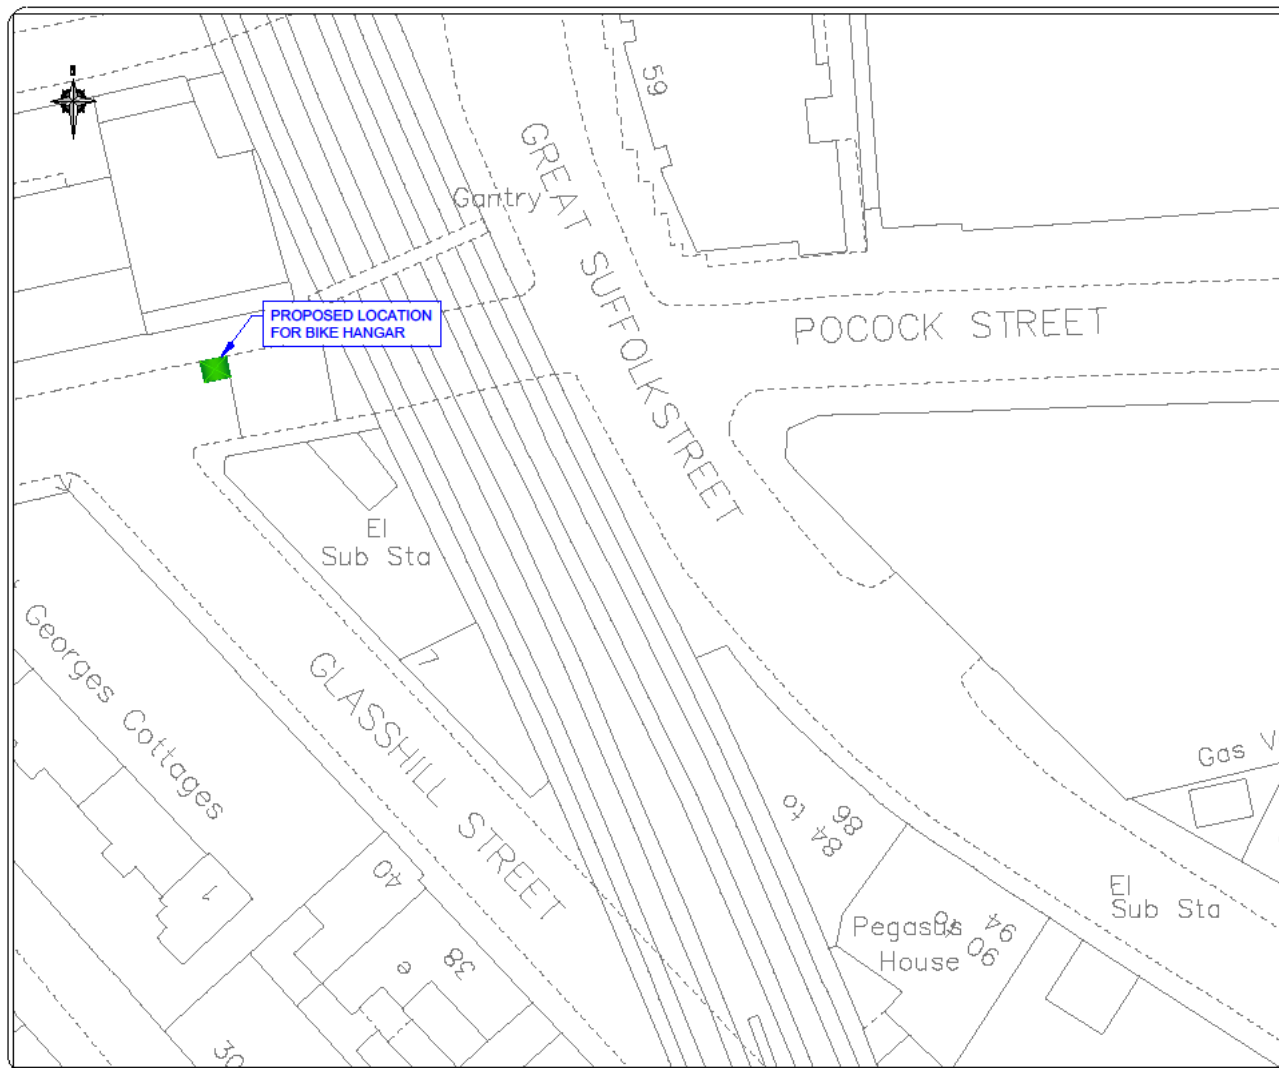 59
GREAT SUFFOLK STREET
Gantry
PROPOSED LOCATION
FOR BIKE HANGAR
POCOCK STREET
El
Sub Sta
7
Georges Cottages
GLASSHILL STREET
1
40
38
e
30
84 to
86
Pegasus
House
90 to
94
Gas V
El
Sub Sta